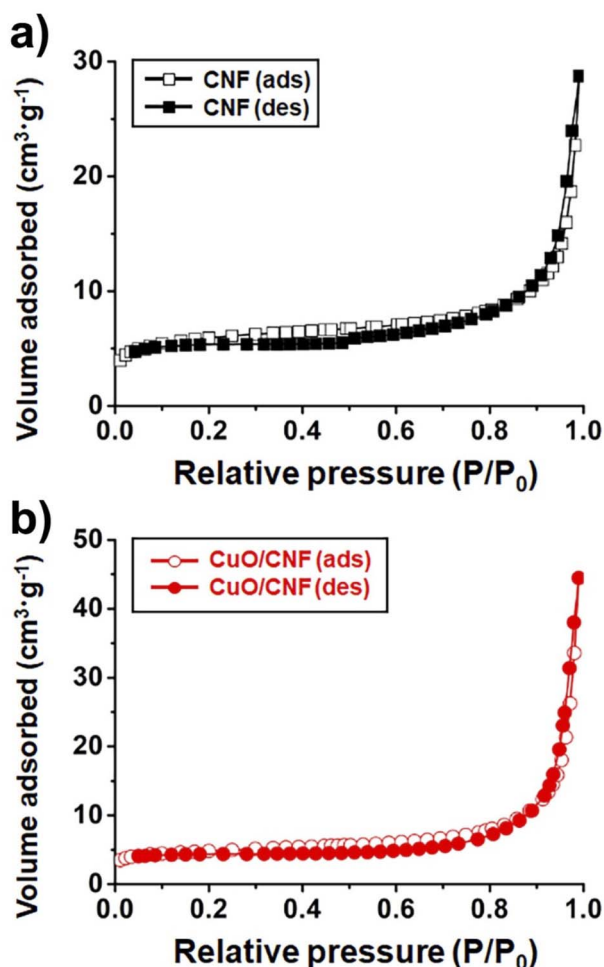 a)
30
20
10
0
Volume adsorbed (cm³·g⁻¹)
CNF (ads)
CNF (des)
0.0 0.2 0.4 0.6 0.8 1.0
Relative pressure (P/P₀)
b)
50
40
30
20
10
0
Volume adsorbed (cm³·g⁻¹)
CuO/CNF (ads)
CuO/CNF (des)
0.0 0.2 0.4 0.6 0.8 1.0
Relative pressure (P/P₀)